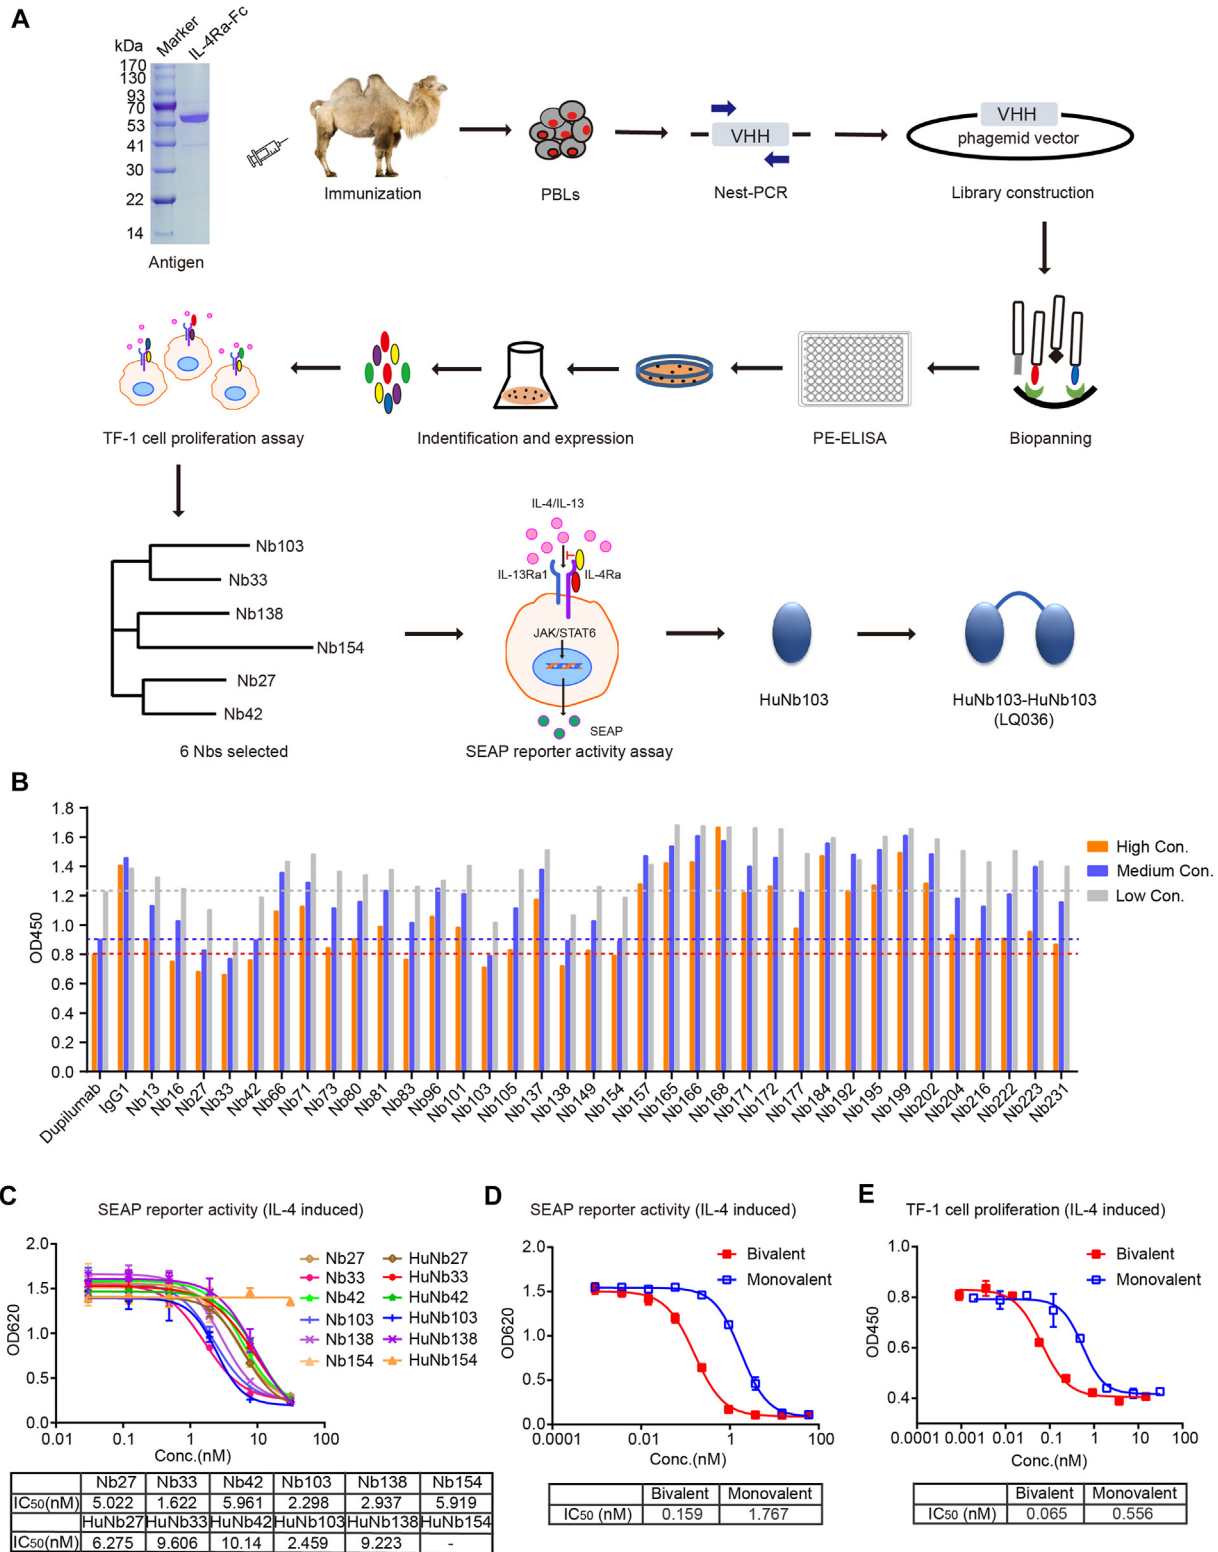 A
kDa
Marker
IL-4Ra-Fc
170
130
93
70
53
41
30
22
14
Antigen
Immunization
PBLs
VHH
Nest-PCR
VHH
phagemid vector
Library construction
TF-1 cell proliferation assay
Indentification and expression
PE-ELISA
Biopanning
Nb103
Nb33
Nb138
Nb154
Nb27
Nb42
6 Nbs selected
IL-4/IL-13
IL-13Ra1
IL-4Ra
JAK/STAT6
SEAP
SEAP reporter activity assay
HuNb103
HuNb103-HuNb103
(LQ036)
B
OD450
1.8
1.6
1.4
1.2
1.0
0.8
0.6
0.4
0.2
0.0
High Con.
Medium Con.
Low Con.
Dupilumab IgG1 Nb13 Nb16 Nb27 Nb33 Nb42 Nb66 Nb71 Nb73 Nb80 Nb81 Nb83 Nb96 Nb101 Nb103 Nb105 Nb137 Nb138 Nb149 Nb154 Nb157 Nb165 Nb166 Nb168 Nb171 Nb172 Nb177 Nb184 Nb192 Nb195 Nb199 Nb202 Nb204 Nb216 Nb222 Nb223 Nb231
C
SEAP reporter activity (IL-4 induced)
OD620
2.0
1.5
1.0
0.5
0.0
0.01 0.1 1 10 100
Conc.(nM)
Nb27 HuNb27
Nb33 HuNb33
Nb42 HuNb42
Nb103 HuNb103
Nb138 HuNb138
Nb154 HuNb154
Nb27 Nb33 Nb42 Nb103 Nb138 Nb154
IC50(nM) 5.022 1.622 5.961 2.298 2.937 5.919
HuNb27 HuNb33 HuNb42 HuNb103 HuNb138 HuNb154
IC50(nM) 6.275 9.606 10.14 2.459 9.223 -
D
SEAP reporter activity (IL-4 induced)
OD620
2.0
1.5
1.0
0.5
0.0
0.0001 0.01 1 100
Conc.(nM)
Bivalent
Monovalent
Bivalent Monovalent
IC50 (nM) 0.159 1.767
E
TF-1 cell proliferation (IL-4 induced)
OD450
1.0
0.8
0.6
0.4
0.0001 0.001 0.01 0.1 1 10 100
Conc.(nM)
Bivalent
Monovalent
Bivalent Monovalent
IC50 (nM) 0.065 0.556